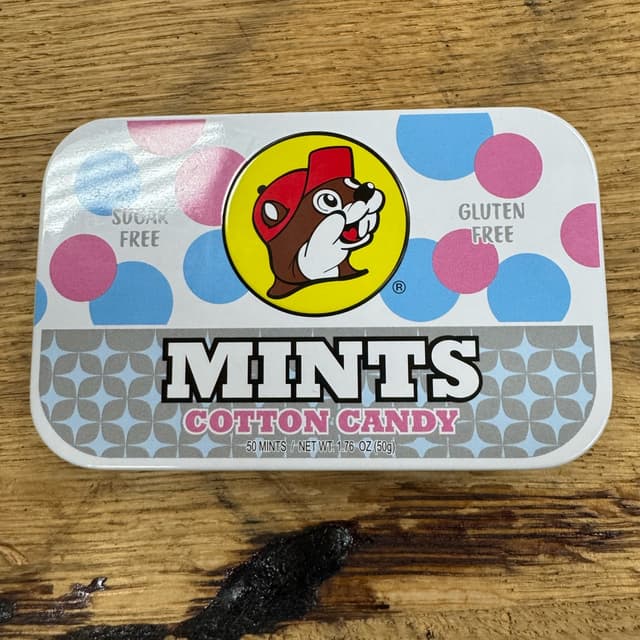 SUGAR
FREE
GLUTEN
FREE
®
MINTS
COTTON CANDY
50 MINTS / NET WT. 1.76 OZ (50g)